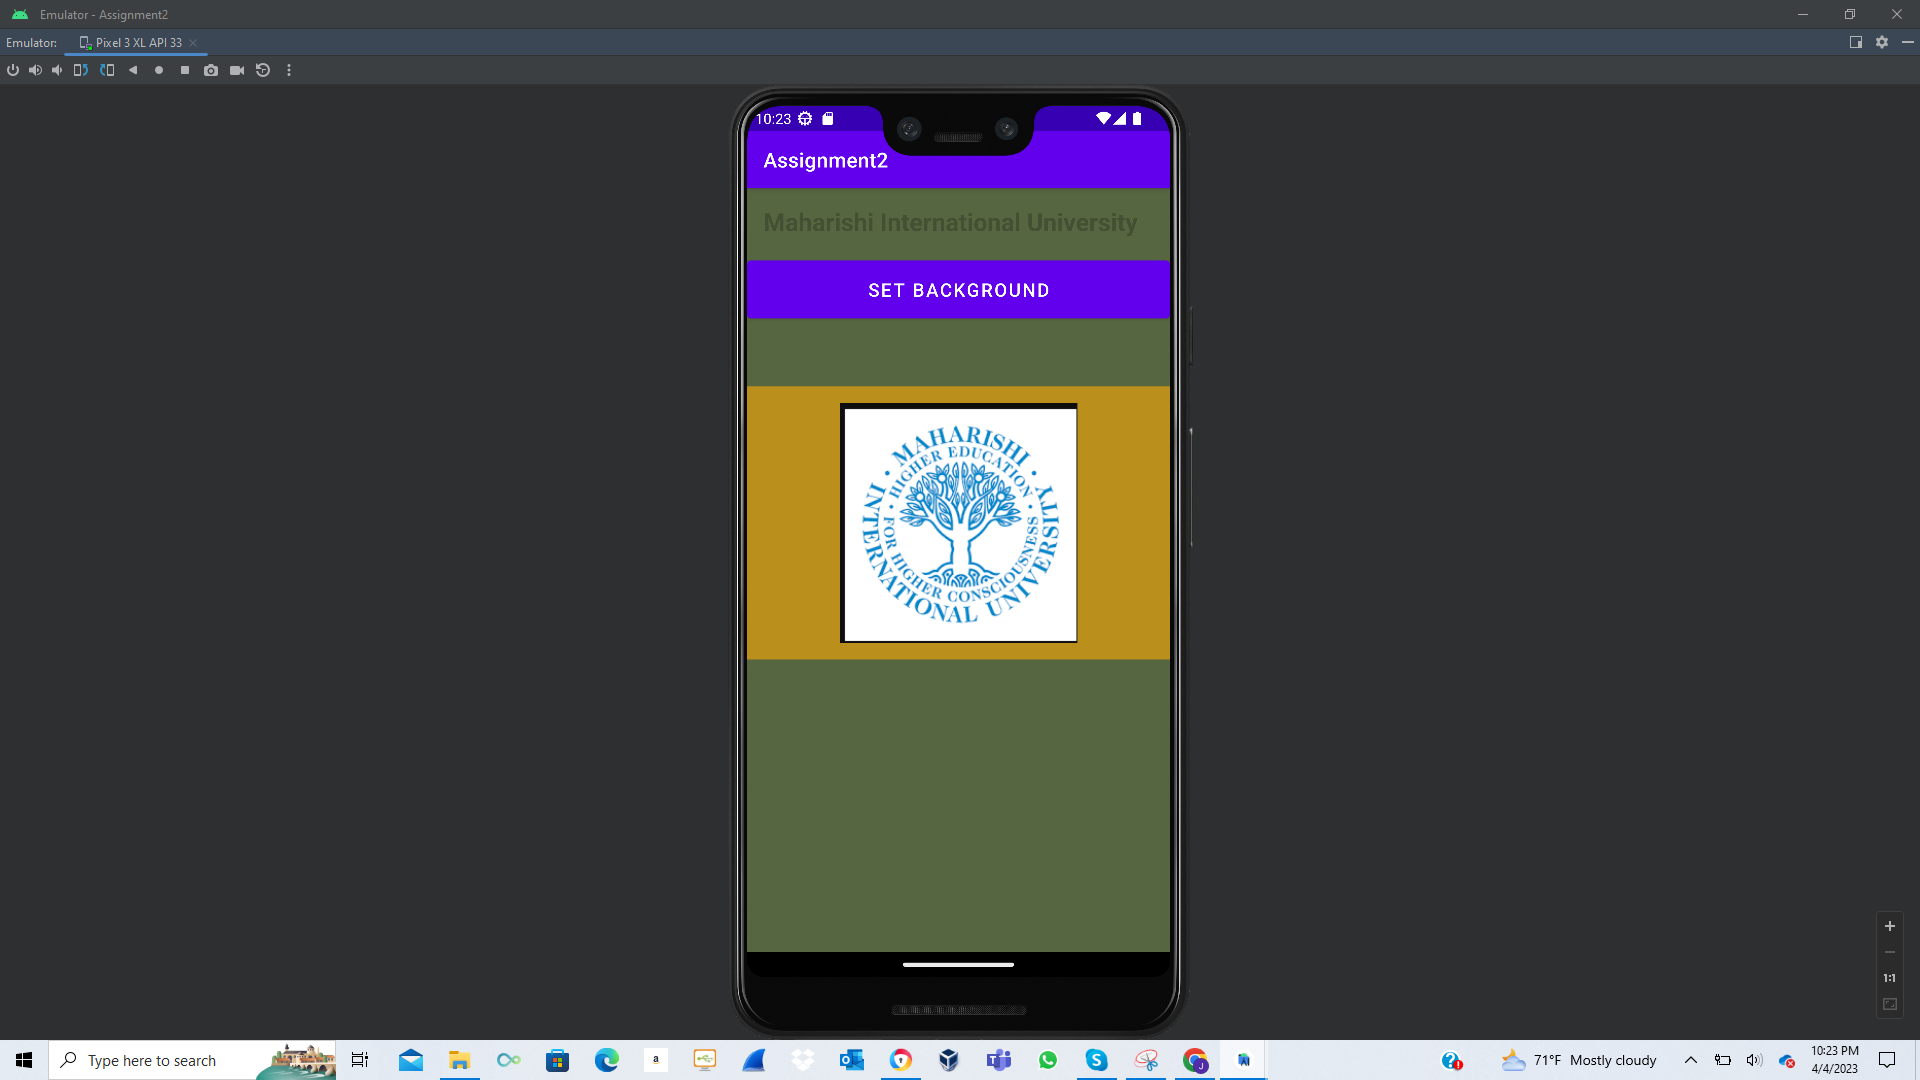 Emulator - Assignment2
Emulator:
Pixel 3 XL API 33
10:23
Assignment2
Maharishi International University
SET BACKGROUND
MAHARISHI
INTERNATIONAL UNIVERSITY
HIGHER EDUCATION
FOR HIGHER CONSCIOUSNESS
1:1
Type here to search
a
71°F Mostly cloudy
10:23 PM
4/4/2023